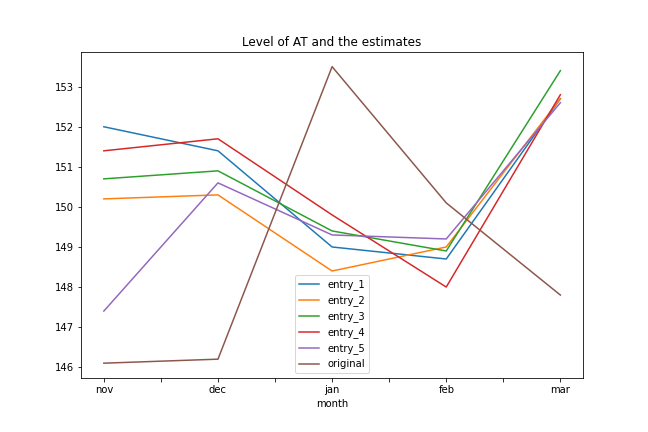 Level of AT and the estimates
153
152
151
150
149
148
147
146
entry_1
entry_2
entry_3
entry_4
entry_5
original
nov dec jan feb mar
month